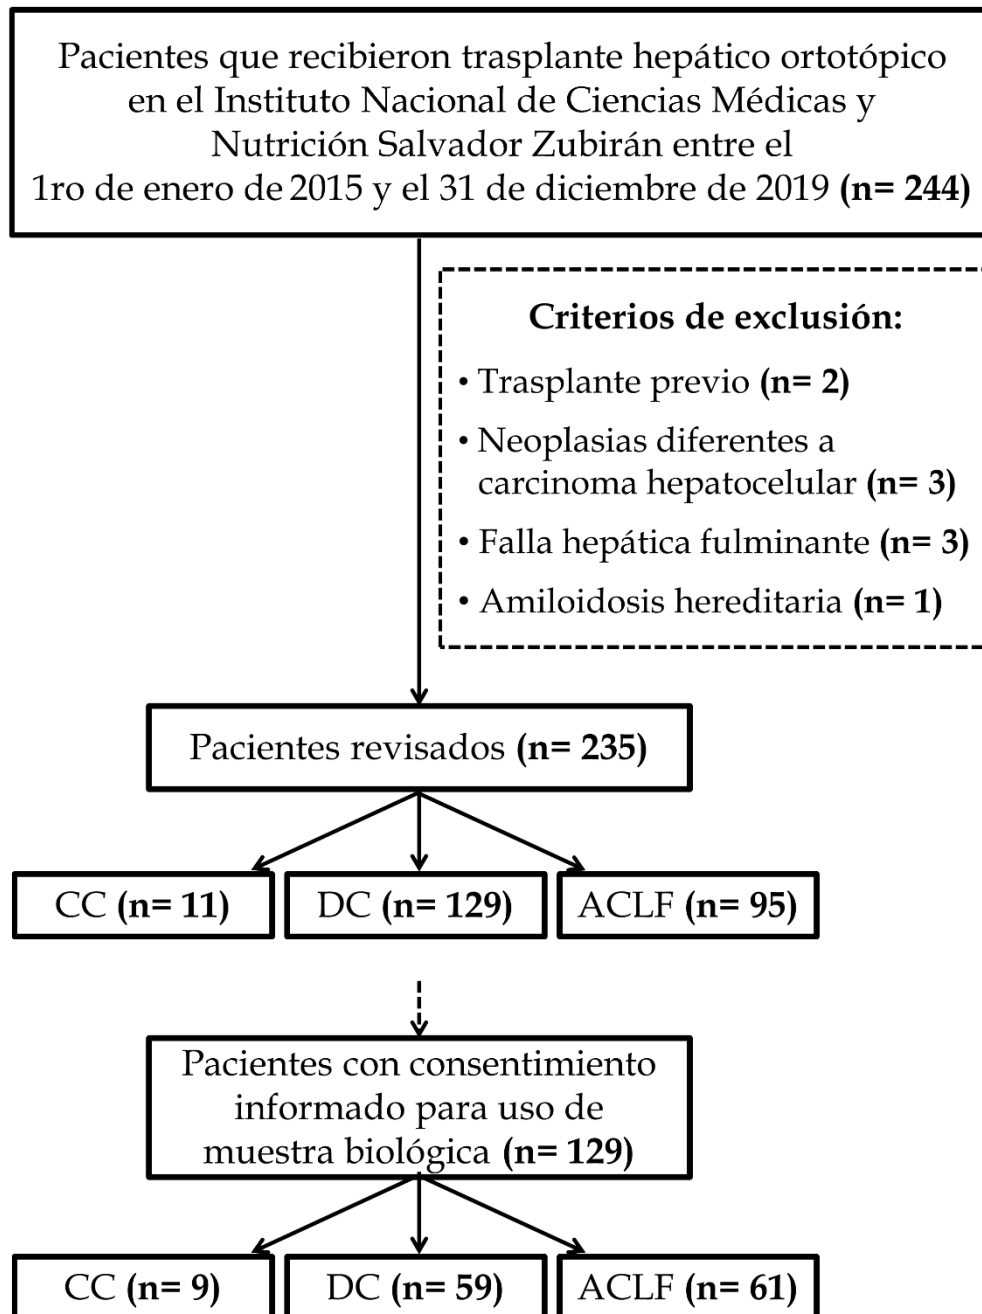 Pacientes que recibieron trasplante hepático ortotópico
en el Instituto Nacional de Ciencias Médicas y
Nutrición Salvador Zubirán entre el
1ro de enero de 2015 y el 31 de diciembre de 2019 (n= 244)
Criterios de exclusión:
• Trasplante previo (n= 2)
• Neoplasias diferentes a
carcinoma hepatocelular (n= 3)
• Falla hepática fulminante (n= 3)
• Amiloidosis hereditaria (n= 1)
Pacientes revisados (n= 235)
CC (n= 11)
DC (n= 129)
ACLF (n= 95)
Pacientes con consentimiento
informado para uso de
muestra biológica (n= 129)
CC (n= 9)
DC (n= 59)
ACLF (n= 61)